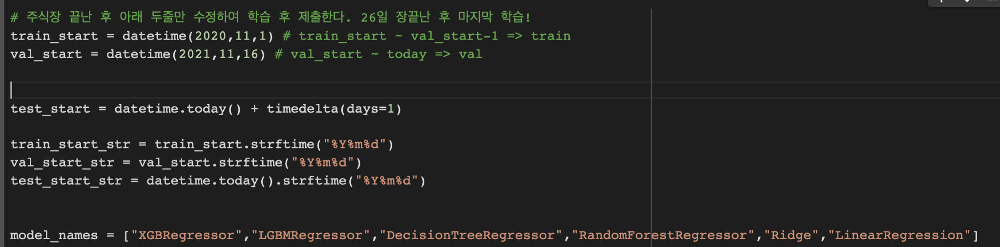 # 주식장 끝난 후 아래 두줄만 수정하여 학습 후 제출한다. 26일 장끝난 후 마지막 학습!
train_start = datetime(2020,11,1) # train_start ~ val_start-1 => train
val_start = datetime(2021,11,16) # val_start ~ today => val
test_start = datetime.today() + timedelta(days=1)
train_start_str = train_start.strftime("%Y%m%d")
val_start_str = val_start.strftime("%Y%m%d")
test_start_str = datetime.today().strftime("%Y%m%d")
model_names = ["XGBRegressor","LGBMRegressor","DecisionTreeRegressor","RandomForestRegressor","Ridge","LinearRegression"]